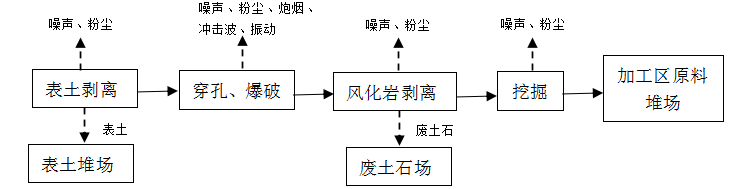 噪声、粉尘
噪声、粉尘、炮烟、
冲击波、振动
噪声、粉尘
噪声、粉尘
表土剥离
穿孔、爆破
风化岩剥离
挖掘
加工区原料
堆场
表土
废土石
表土堆场
废土石场